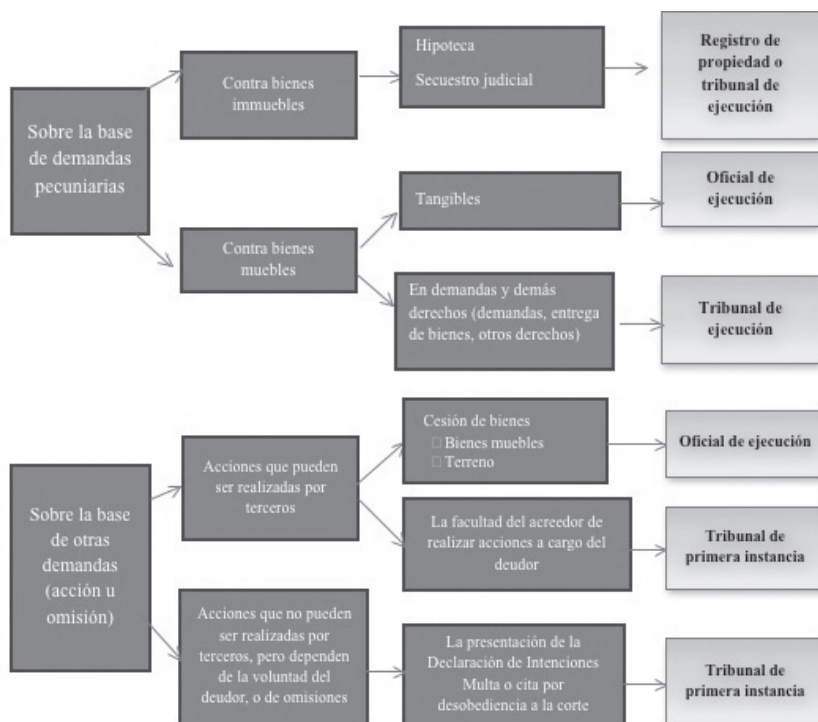 Sobre la base
de demandas
pecuniarias
Contra bienes
immuebles
Hipoteca
Secuestro judicial
Registro de
propiedad o
tribunal de
ejecución
Contra bienes
muebles
Tangibles
Oficial de
ejecución
En demandas y demás
derechos (demandas, entrega
de bienes, otros derechos)
Tribunal de
ejecución
Sobre la base
de otras
demandas
(acción u
omisión)
Acciones que pueden
ser realizadas por
terceros
Cesión de bienes
□ Bienes muebles
□ Terreno
Oficial de ejecución
La facultad del acreedor de
realizar acciones a cargo del
deudor
Tribunal de
primera instancia
Acciones que no pueden
ser realizadas por
terceros, pero dependen
de la voluntad del
deudor, o de omisiones
La presentación de la
Declaración de Intenciones
Multa o cita por
desobediencia a la corte
Tribunal de
primera instancia